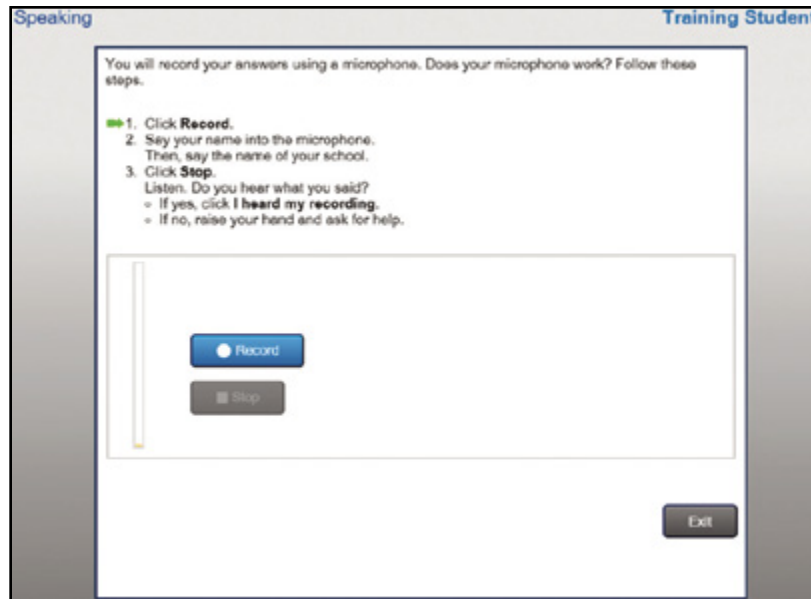 Speaking
Training Student
You will record your answers using a microphone. Does your microphone work? Follow these
steps.
1. Click Record.
2. Say your name into the microphone.
Then, say the name of your school.
3. Click Stop.
Listen. Do you hear what you said?
○ If yes, click I heard my recording.
○ If no, raise your hand and ask for help.
Record
Stop
Exit